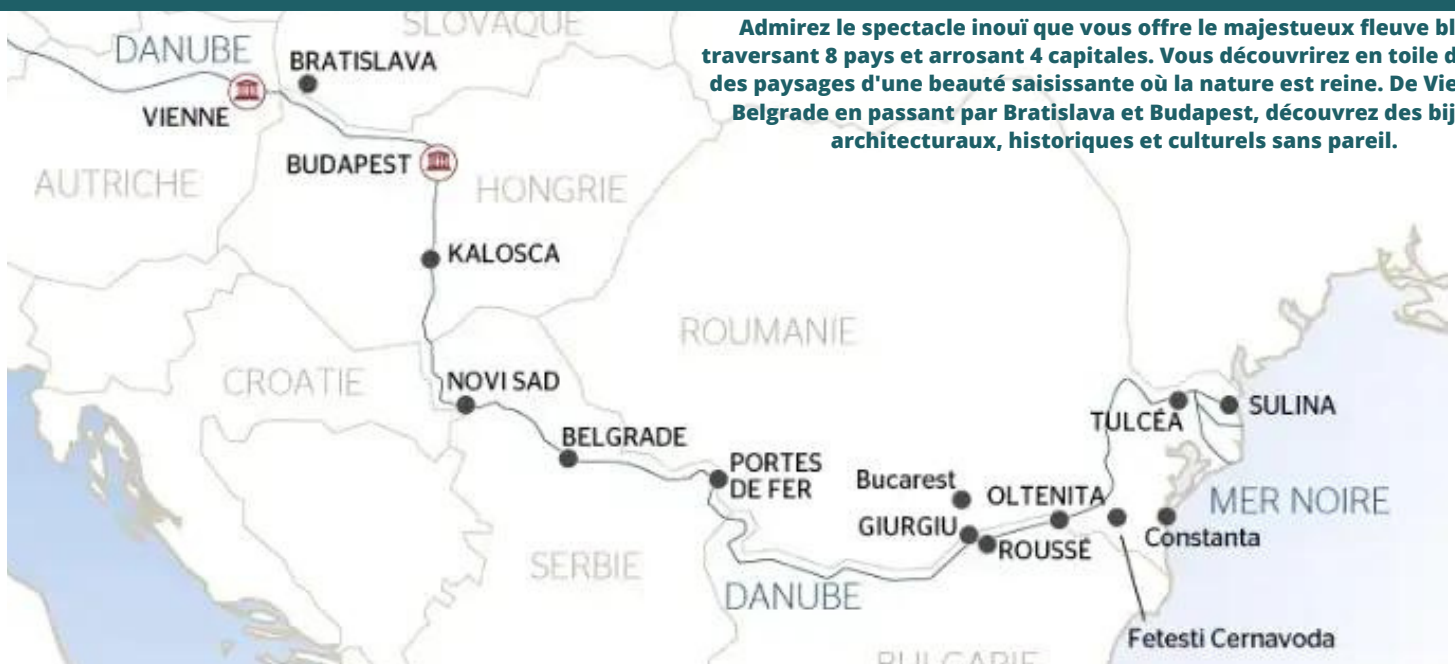 Admirez le spectacle inouï que vous offre le majestueux fleuve
traversant 8 pays et arrosant 4 capitales. Vous découvrirez en toile
des paysages d'une beauté saisissante où la nature est reine. De
Belgrade en passant par Bratislava et Budapest, découvrez des
architecturaux, historiques et culturels sans pareil.
SLOVAQUE
DANUBE
BRATISLAVA
VIENNE
BUDAPEST
AUTRICHE
HONGRIE
KALOSCA
ROUMANIE
CROATIE
NOVI SAD
BELGRADE
PORTES
DE FER
Bucarest
GIURGIU
OLTENITA
ROUSSÉ
TULCÉA
SULINA
MER NOIRE
Constanta
SERBIE
DANUBE
Fetesti Cernavoda
BULGARIE